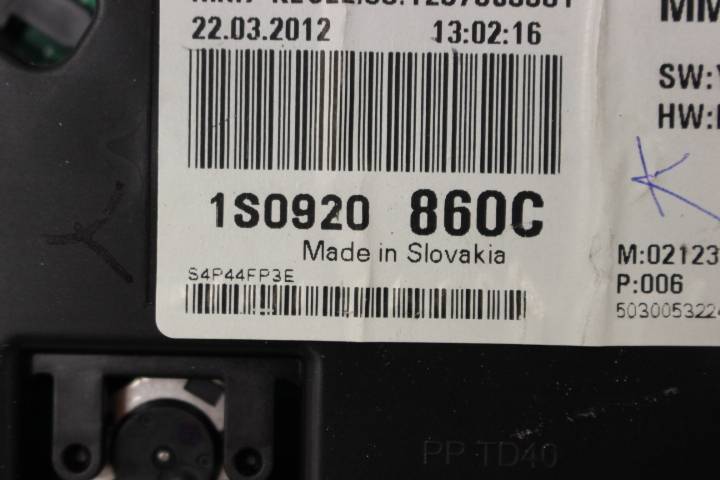 22.03.2012 13:02:16
MM
SW:
HW:
1S0920 860C
Made in Slovakia
S4P44FP3E
K
M:02123
P:006
503005322
PP TD40